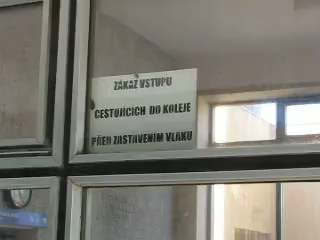 ZÁKAZ VSTUPU
CESTUJÍCÍCH DO KOLEJE
PŘED ZASTAVENÍM VLAKU